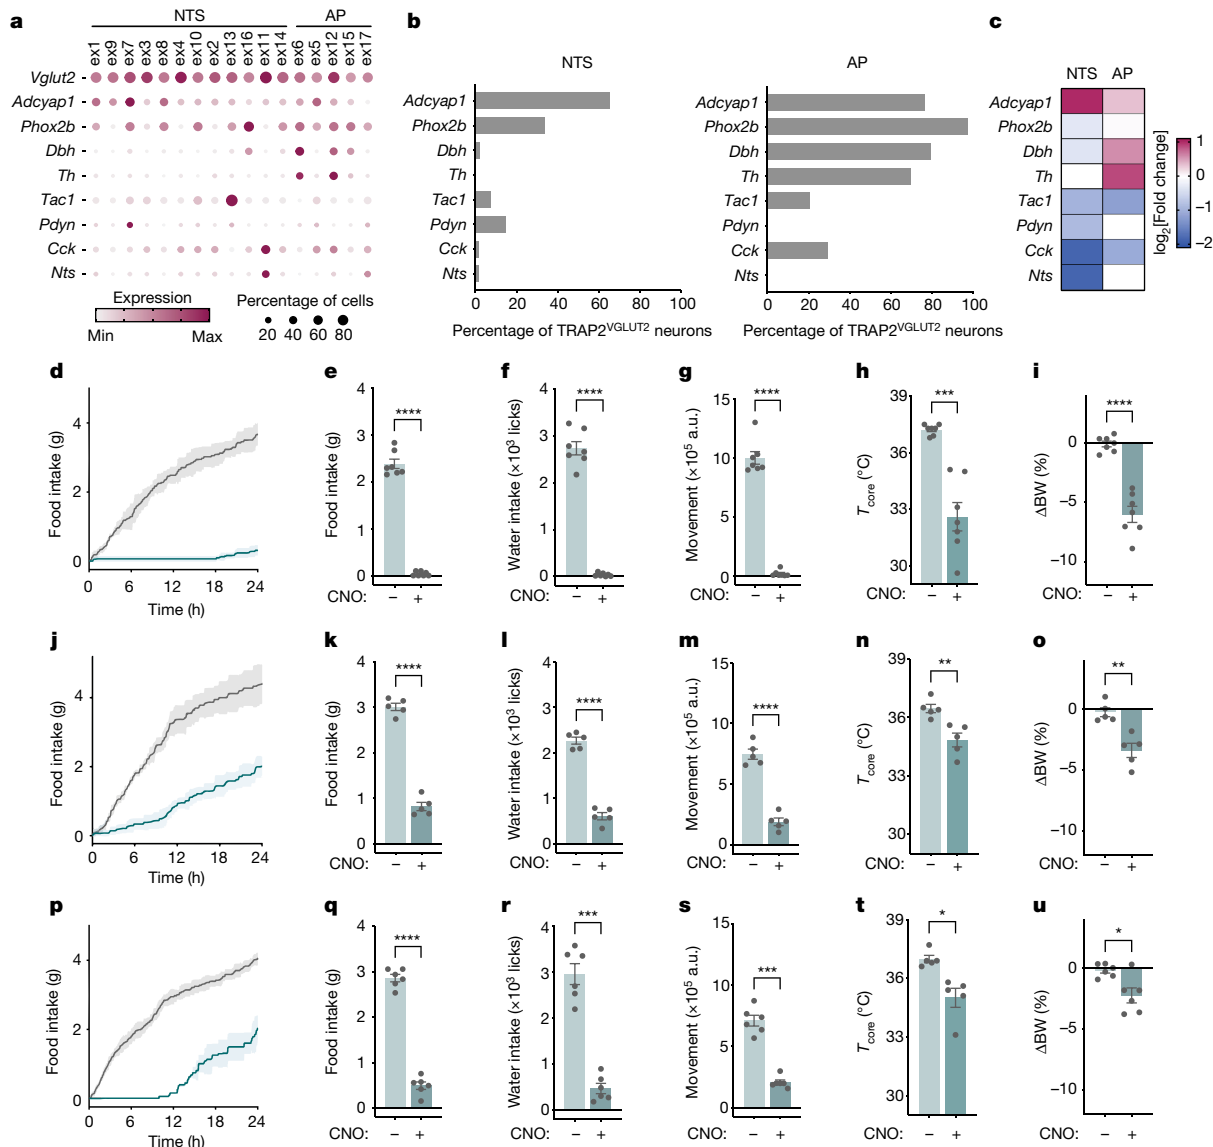 a
NTS AP
ex1 ex9 ex7 ex3 ex8 ex4 ex10 ex2 ex13 ex16 ex11 ex14 ex6 ex5 ex12 ex15 ex17
Vglut2
Adcyap1
Phox2b
Dbh
Th
Tac1
Pdyn
Cck
Nts
Expression
Min Max
Percentage of cells
20 40 60 80
b
NTS
Adcyap1
Phox2b
Dbh
Th
Tac1
Pdyn
Cck
Nts
0 20 40 60 80 100
Percentage of TRAP2VGLUT2 neurons
AP
Adcyap1
Phox2b
Dbh
Th
Tac1
Pdyn
Cck
Nts
0 20 40 60 80 100
Percentage of TRAP2VGLUT2 neurons
c
NTS AP
Adcyap1
Phox2b
Dbh
Th
Tac1
Pdyn
Cck
Nts
1
0
−1
−2
log2[Fold change]
d
Food intake (g)
4
2
0
0 6 12 18 24
Time (h)
e
Food intake (g)
4
3
2
1
0
****
CNO: − +
f
Water intake (×10³ licks)
4
3
2
1
0
****
CNO: − +
g
Movement (×10⁵ a.u.)
15
10
5
0
****
CNO: − +
h
Tcore (°C)
39
36
33
30
***
CNO: − +
i
ΔBW (%)
0
−5
−10
****
CNO: − +
j
Food intake (g)
4
2
0
0 6 12 18 24
Time (h)
k
Food intake (g)
4
3
2
1
0
****
CNO: − +
l
Water intake (×10³ licks)
4
3
2
1
0
****
CNO: − +
m
Movement (×10⁵ a.u.)
15
10
5
0
****
CNO: − +
n
Tcore (°C)
39
36
33
30
**
CNO: − +
o
ΔBW (%)
0
−5
−10
**
CNO: − +
p
Food intake (g)
4
2
0
0 6 12 18 24
Time (h)
q
Food intake (g)
4
3
2
1
0
****
CNO: − +
r
Water intake (×10³ licks)
4
3
2
1
0
***
CNO: − +
s
Movement (×10⁵ a.u.)
15
10
5
0
***
CNO: − +
t
Tcore (°C)
39
36
33
30
*
CNO: − +
u
ΔBW (%)
0
−5
−10
*
CNO: − +